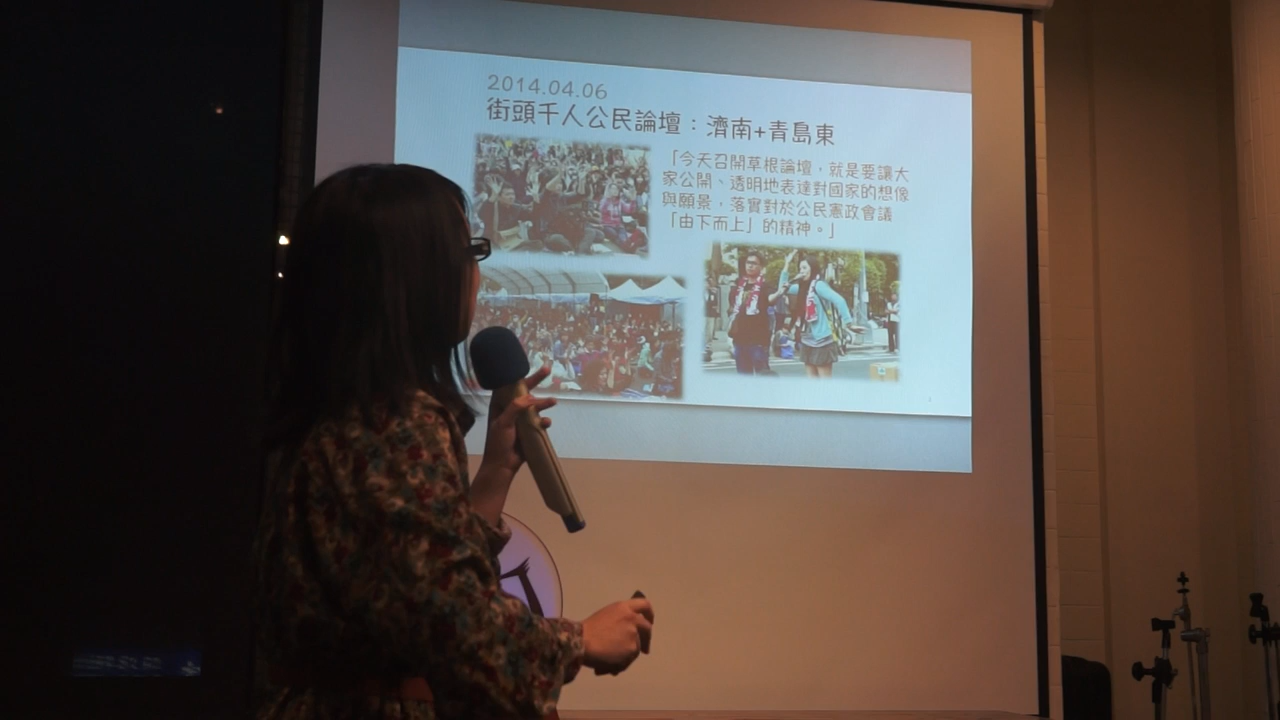 2014.04.06
街頭千人公民論壇：濟南+青島東
「今天召開草根論壇，就是要讓大
家公開、透明地表達對國家的想像
與願景，落實對於公民憲政會議
「由下而上」的精神。」